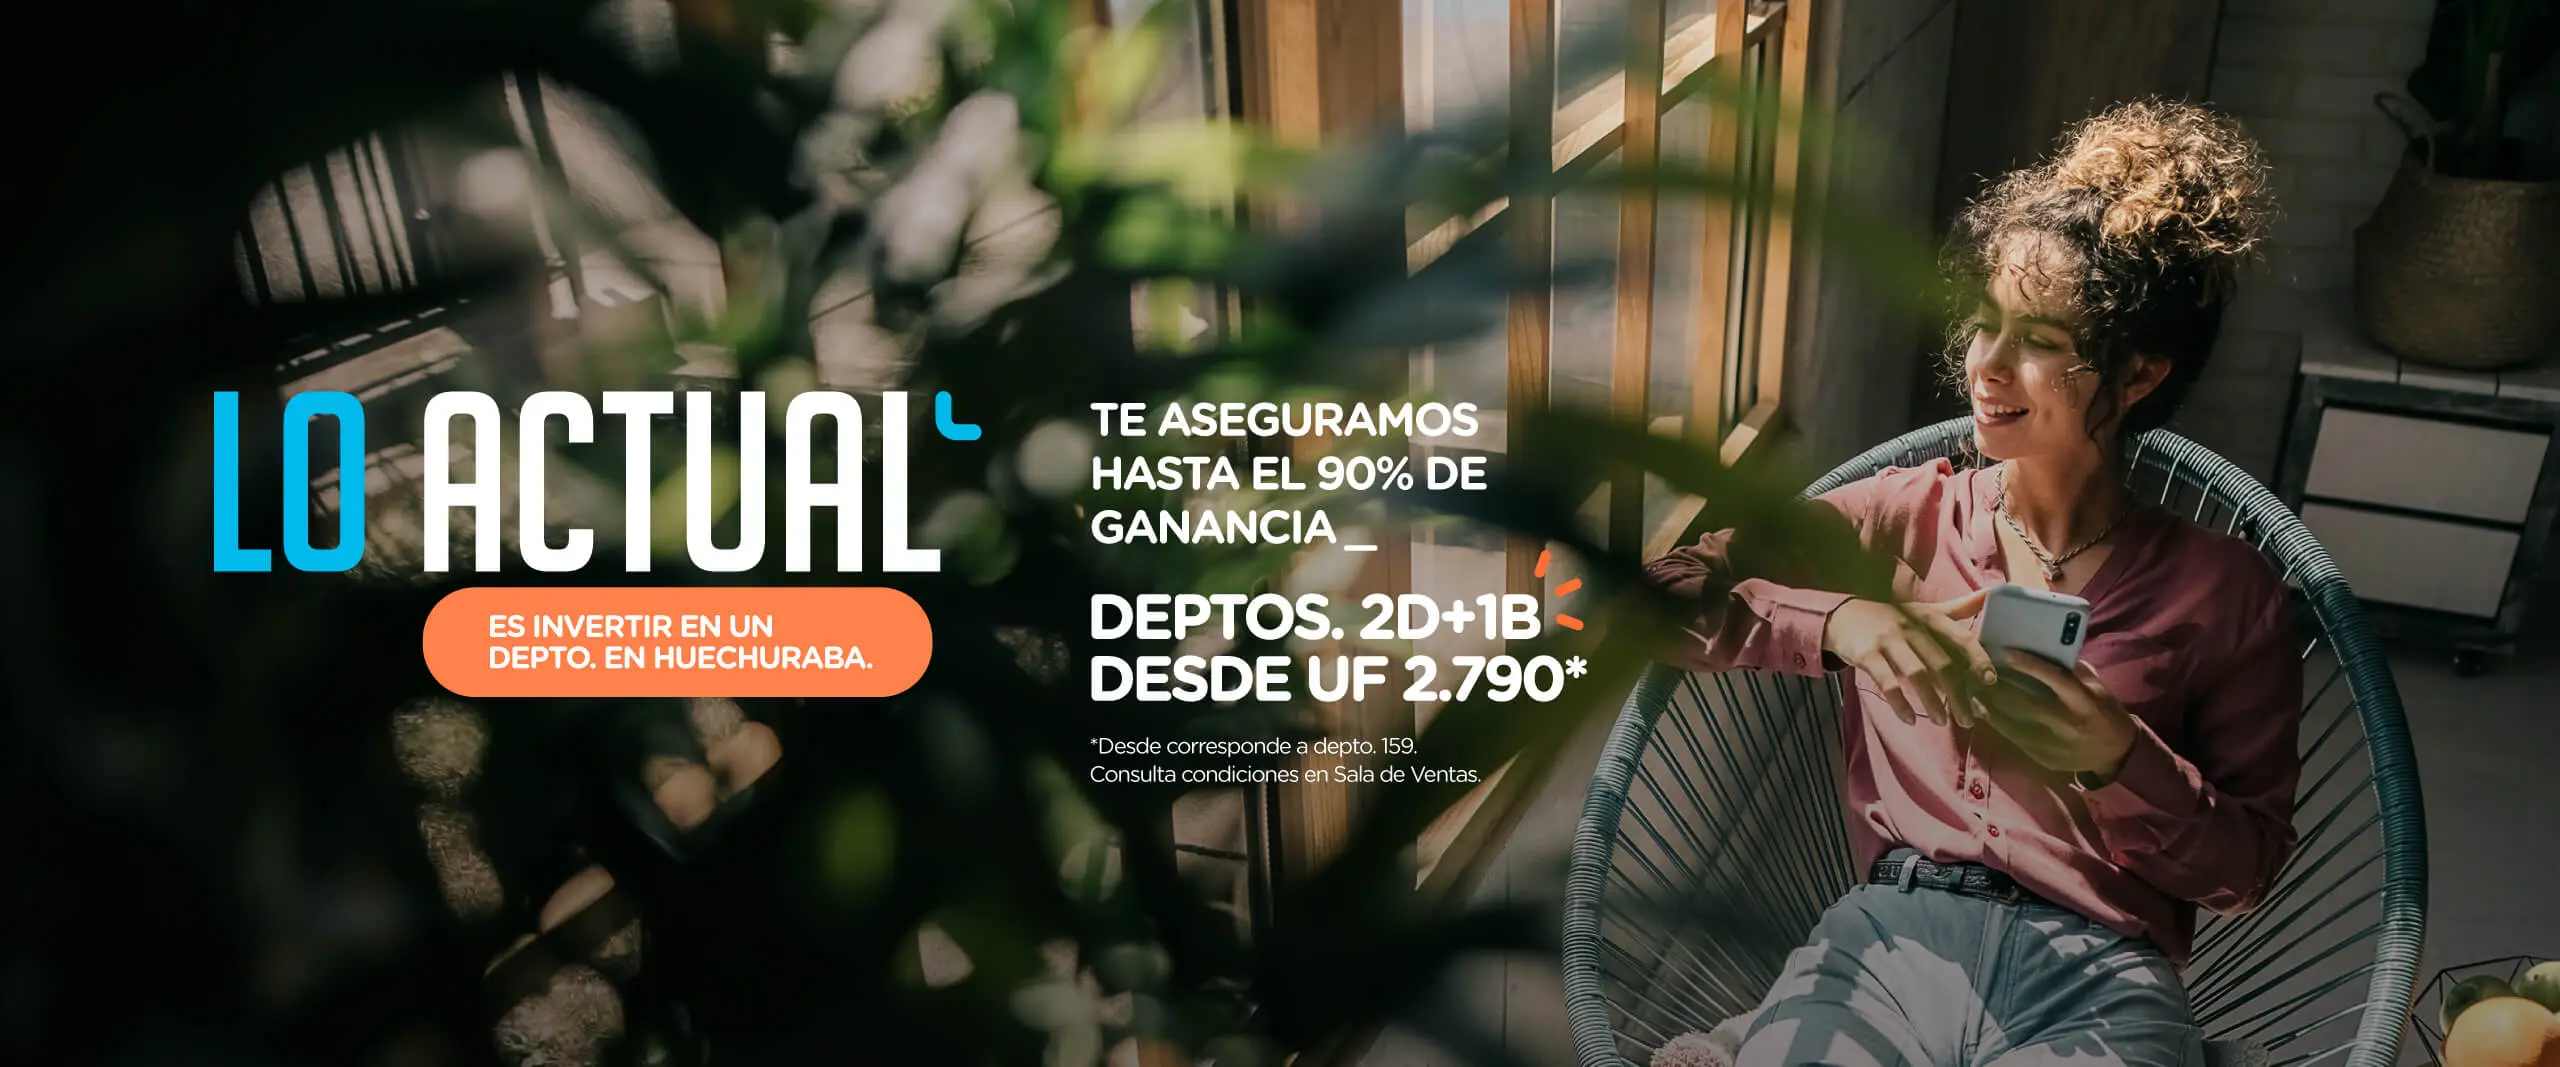 LO ACTUAL
ES INVERTIR EN UN
DEPTO. EN HUECHURABA.
TE ASEGURAMOS
HASTA EL 90% DE
GANANCIA _
DEPTOS. 2D+1B
DESDE UF 2.790*
*Desde corresponde a depto. 159.
Consulta condiciones en Sala de Ventas.